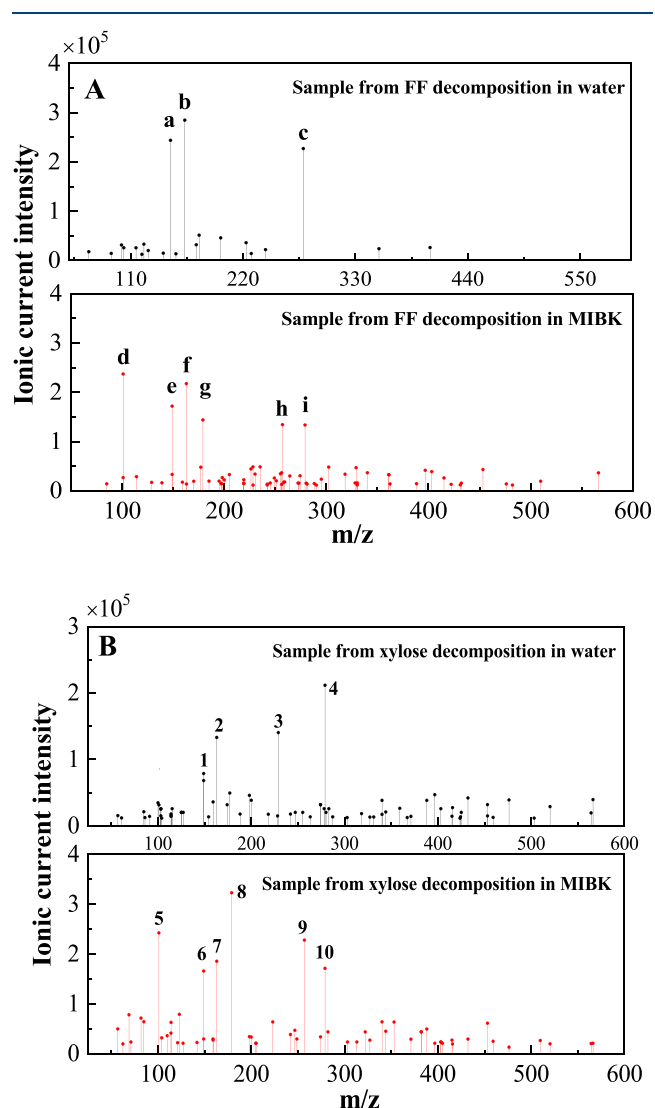 ×10⁵
4
A
Sample from FF decomposition in water
b
a
c
3
2
1
0
110 220 330 440 550
Ionic current intensity
4
Sample from FF decomposition in MIBK
d
f
e
g
h
i
3
2
1
0
100 200 300 400 500 600
m/z
×10⁵
3
B
Sample from xylose decomposition in water
4
3
2
1
2
1
0
100 200 300 400 500 600
Ionic current intensity
4
Sample from xylose decomposition in MIBK
8
5
9
7
6
10
3
2
1
0
100 200 300 400 500 600
m/z